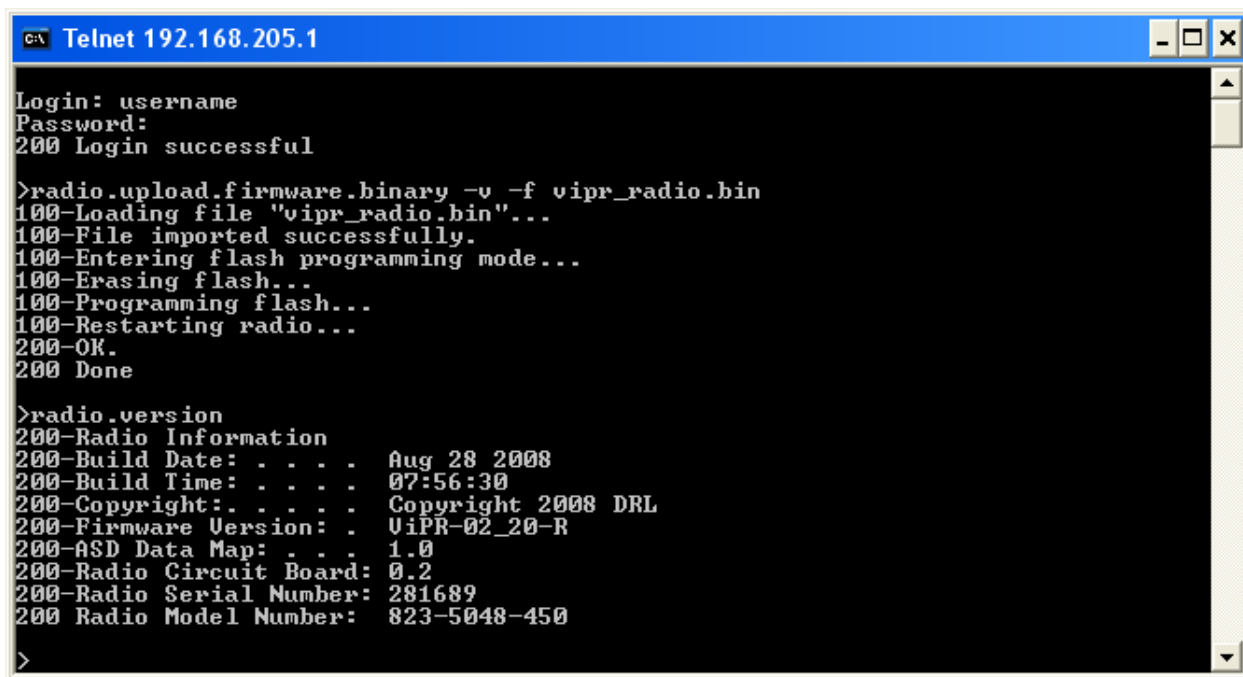 Telnet 192.168.205.1
Login: username
Password:
200 Login successful
>radio.upload.firmware.binary -v -f vipr_radio.bin
100-Loading file "vipr_radio.bin"...
100-File imported successfully.
100-Entering flash programming mode...
100-Erasing flash...
100-Programming flash...
100-Restarting radio...
200-OK.
200 Done
>radio.version
200-Radio Information
200-Build Date: . . . . Aug 28 2008
200-Build Time: . . . . 07:56:30
200-Copyright:. . . . . Copyright 2008 DRL
200-Firmware Version: . ViPR-02_20-R
200-ASD Data Map: . . . 1.0
200-Radio Circuit Board: 0.2
200-Radio Serial Number: 281689
200 Radio Model Number: 823-5048-450
>